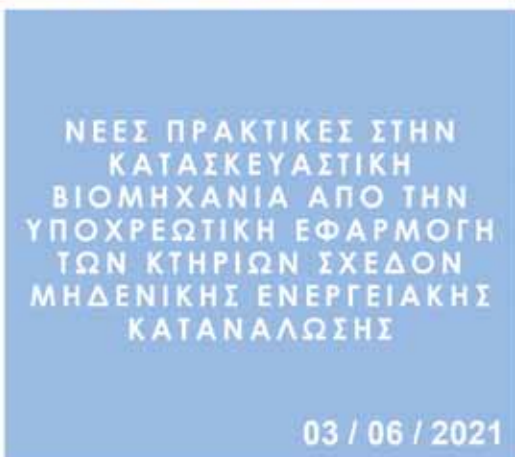 ΝΕΕΣ ΠΡΑΚΤΙΚΕΣ ΣΤΗΝ
ΚΑΤΑΣΚΕΥΑΣΤΙΚΗ
ΒΙΟΜΗΧΑΝΙΑ ΑΠΟ ΤΗΝ
ΥΠΟΧΡΕΩΤΙΚΗ ΕΦΑΡΜΟΓΗ
ΤΩΝ ΚΤΗΡΙΩΝ ΣΧΕΔΟΝ
ΜΗΔΕΝΙΚΗΣ ΕΝΕΡΓΕΙΑΚΗΣ
ΚΑΤΑΝΑΛΩΣΗΣ
03 / 06 / 2021